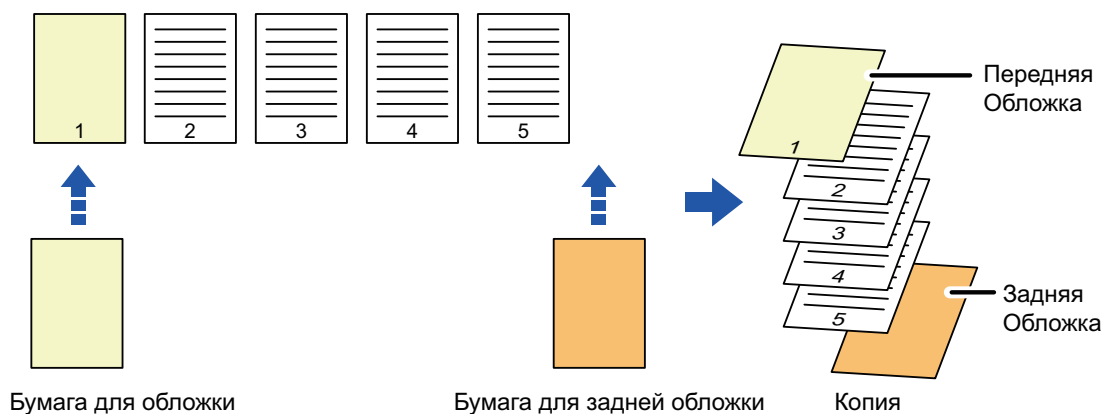 1 2 3 4 5
Передняя
Обложка
1
2
3
4
5
Задняя
Обложка
Бумага для обложки Бумага для задней обложки Копия